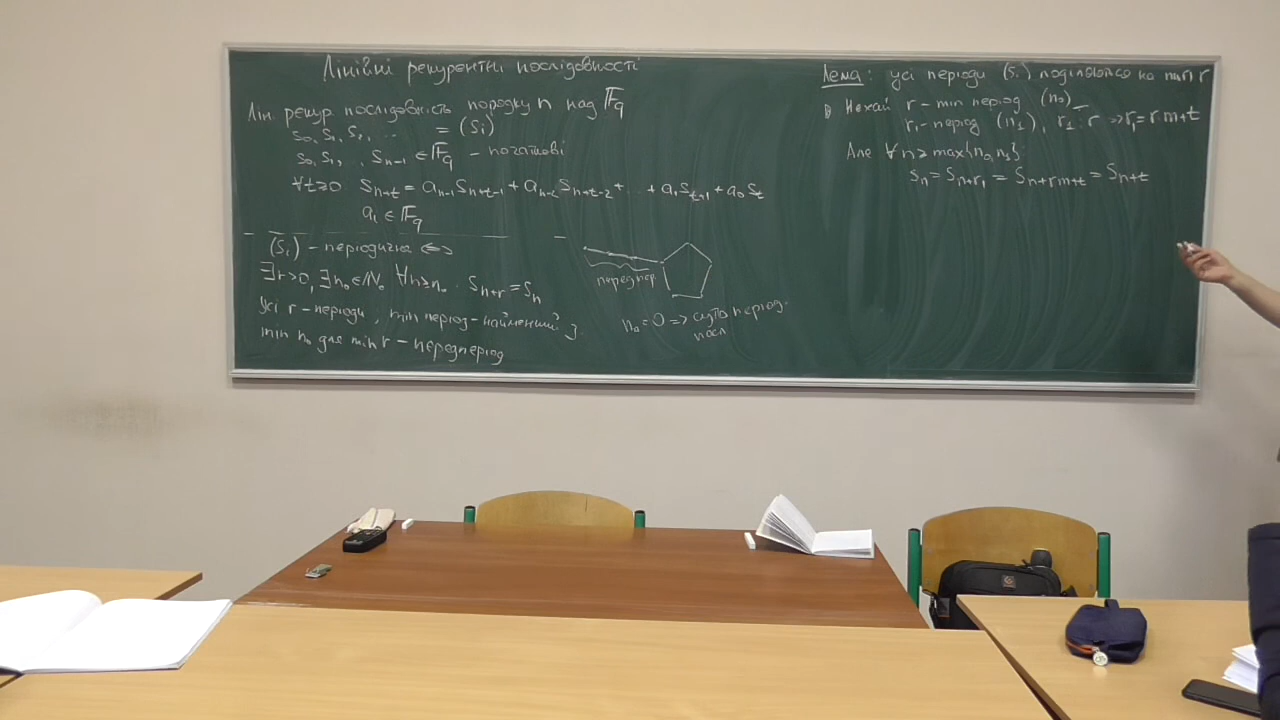 Лінійні рекурентні послідовності
Лін. рекур. послідовність порядку n над 𝔽q
s₀, s₁, s₂, ... = (sᵢ)
s₀, s₁, ..., sₙ₋₁ ∈ 𝔽q - початкові
∀t≥0 sₙ₊ₜ = aₙ₋₁sₙ₊ₜ₋₁ + aₙ₋₂sₙ₊ₜ₋₂ + ... + a₁sₜ₊₁ + a₀sₜ
aᵢ ∈ 𝔽q
(sᵢ) - періодична <=>
∃r>0, ∃n₀∈ℕ₀ ∀n≥n₀ sₙ₊ᵣ = sₙ
Усі r - періоди, min період - найменший
min n₀ для min r - передперіод
передпер.
n₀ = 0 => суто період.
посл
Лема: усі періоди (sᵢ) поділяються на min r
Нехай r - min період (n₀)
r₁ - період (n₁), r₁ ⋮ r => r₁ = rm+t
Але ∀n≥max{n₀,n₁}:
sₙ = sₙ₊ᵣ₁ = sₙ₊ᵣₘ₊ₜ = sₙ₊ₜ